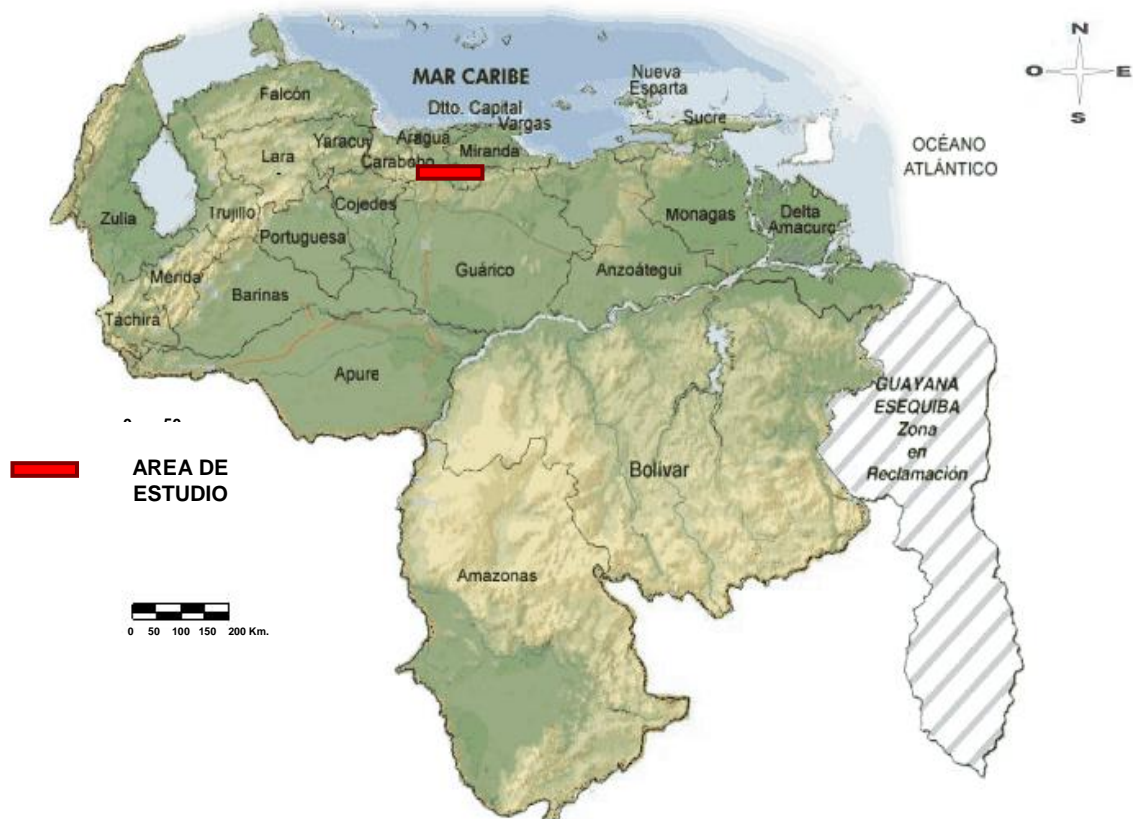 N
O
E
S
MAR CARIBE
Nueva
Esparta
Dtto. Capital
Vargas
Sucre
Falcón
Aragua
Yaracuy
Miranda
Carabobo
Lara
OCÉANO
ATLÁNTICO
Zulia
Trujillo
Cojedes
Portuguesa
Monagas
Delta
Amacuro
Guárico
Anzoátegui
Mérida
Barinas
Táchira
Apure
GUAYANA
ESEQUIBA
Zona
en
Reclamación
Bolívar
AREA DE
ESTUDIO
Amazonas
0 50 100 150 200 Km.